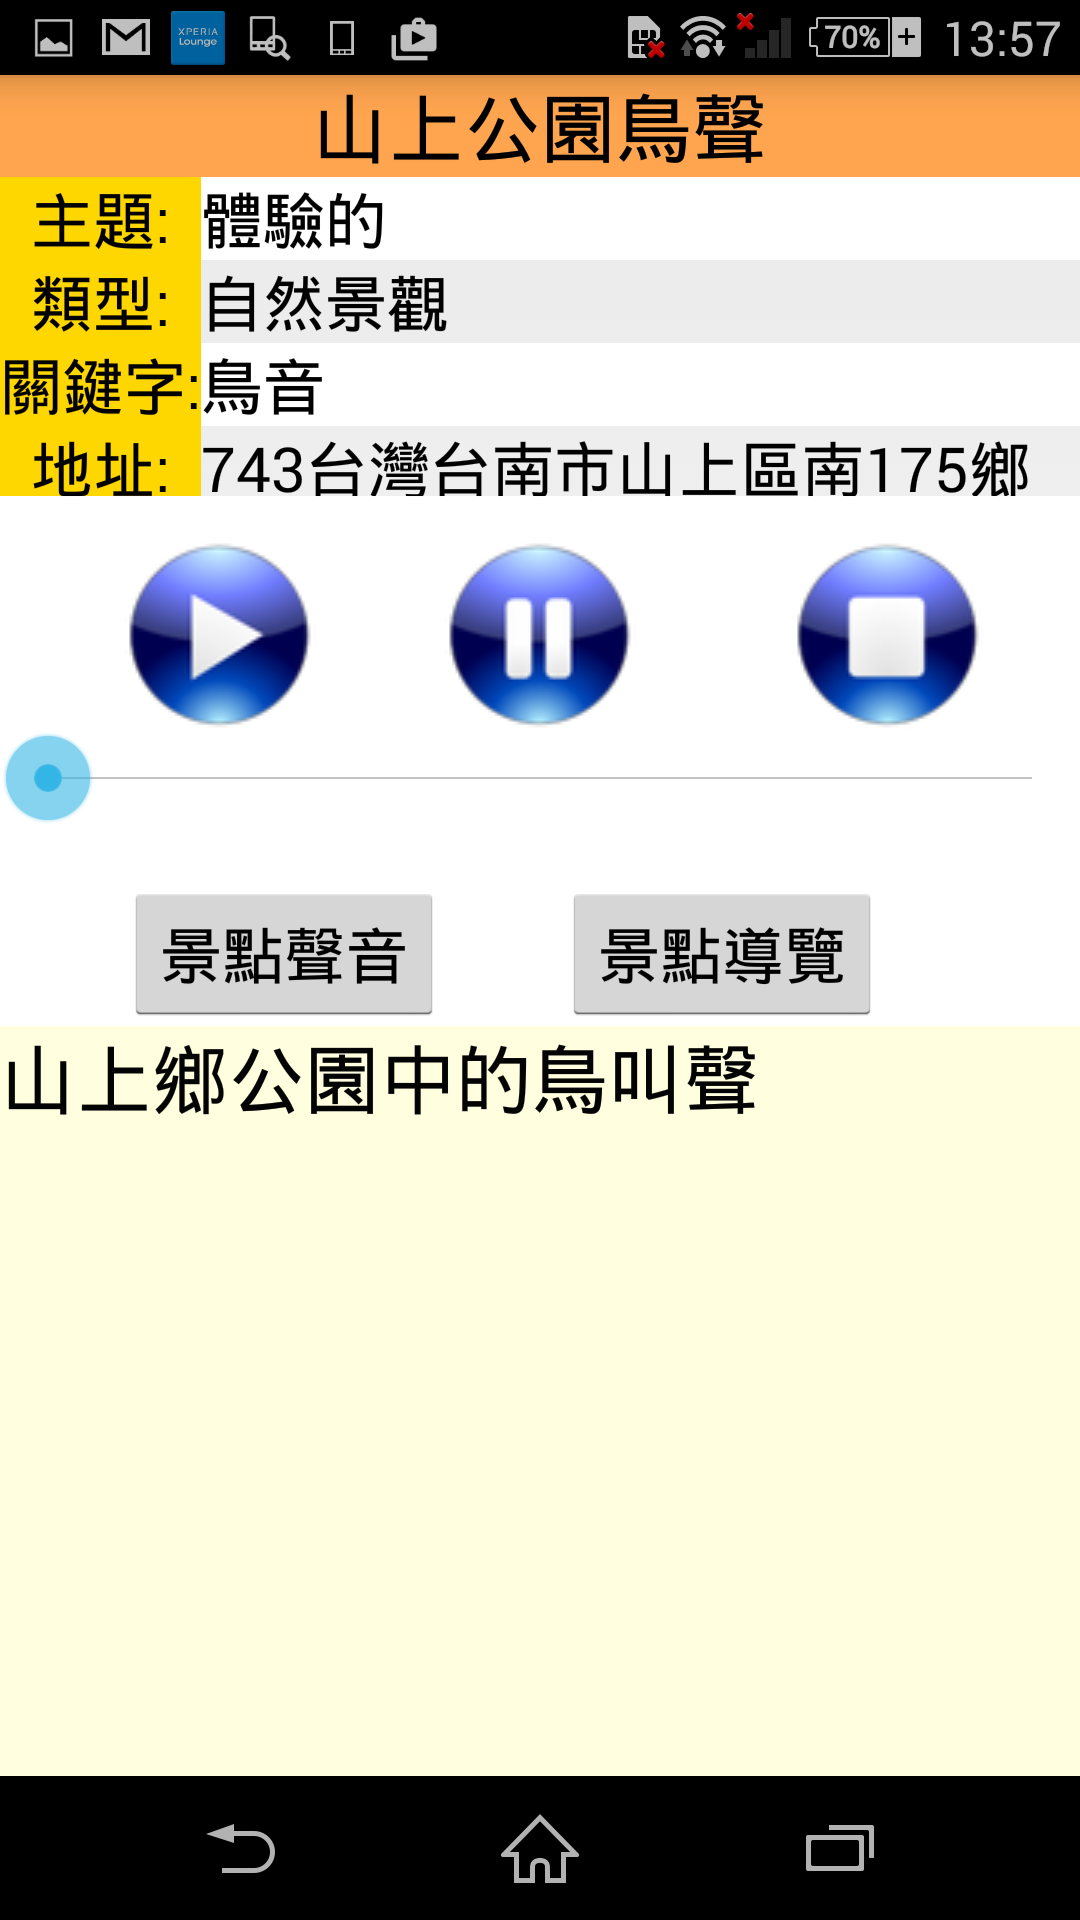 XPERIA
Lounge
70%
13:57
山上公園鳥聲
主題: 體驗的
類型: 自然景觀
關鍵字: 鳥音
地址: 743台灣台南市山上區南175鄉
景點聲音 景點導覽
山上鄉公園中的鳥叫聲